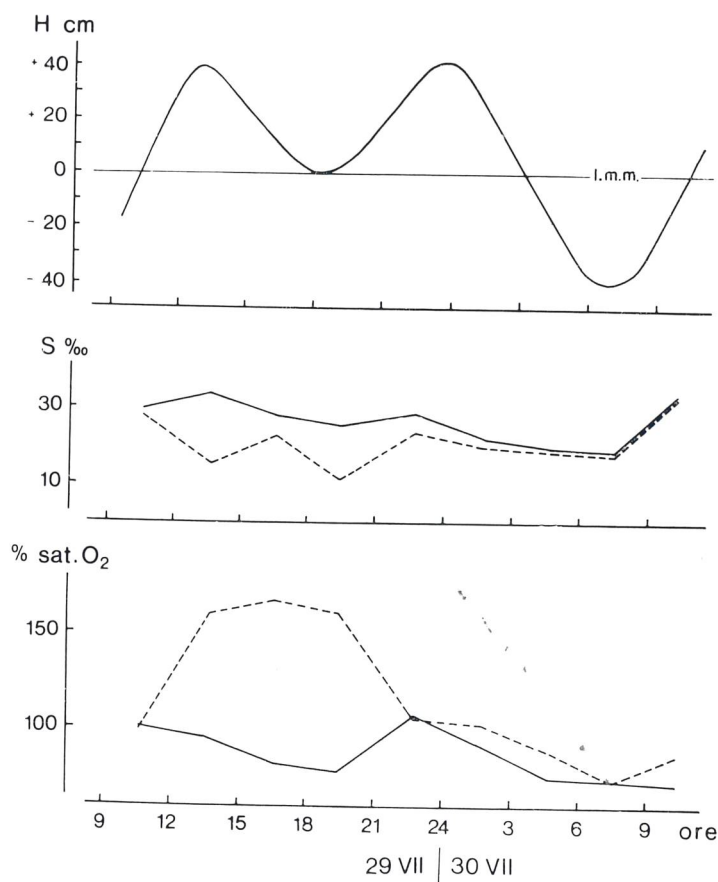 H cm
+ 40
+ 20
0
l.m.m.
- 20
- 40
S ‰
30
10
% sat. O2
150
100
9 12 15 18 21 24 3 6 9 ore
29 VII | 30 VII